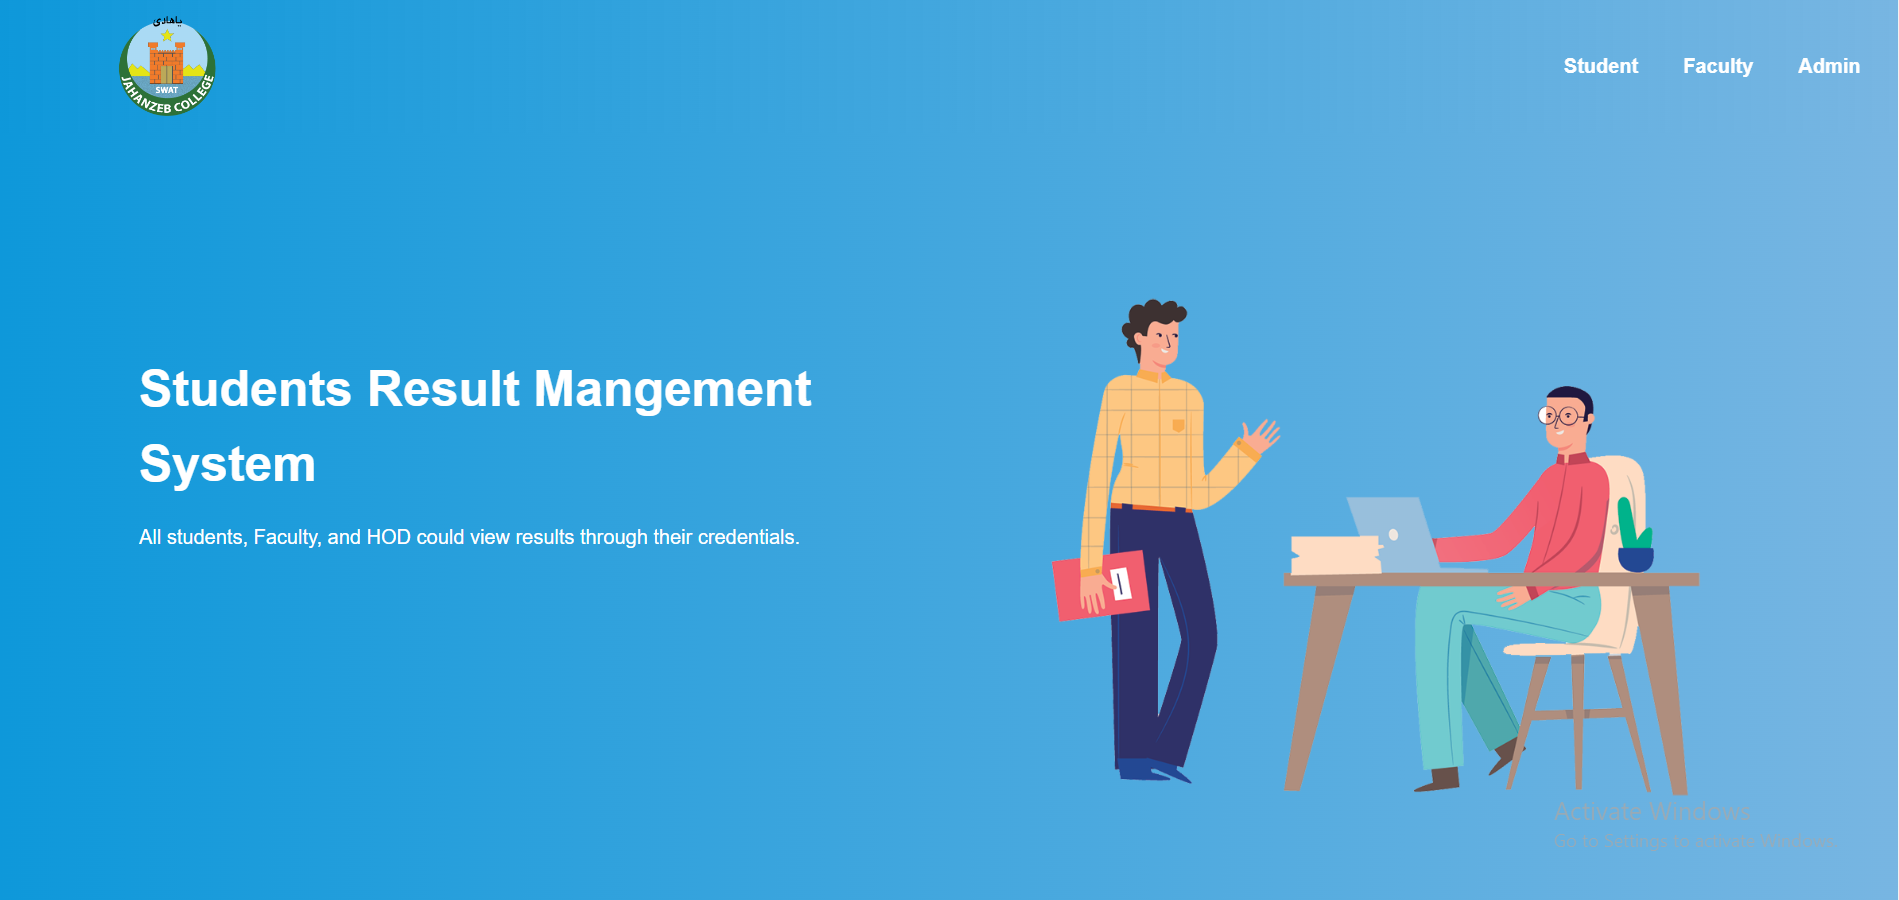 ياهادى
SWAT
JAHANZEB COLLEGE
Student Faculty Admin
Students Result Mangement
System
All students, Faculty, and HOD could view results through their credentials.
Activate Windows
Go to Settings to activate Windows.